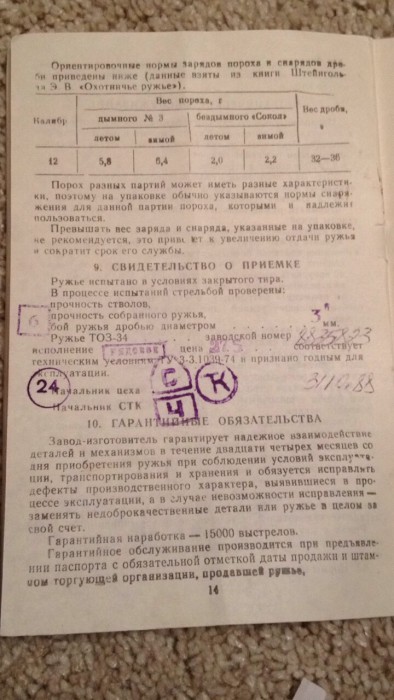 Ориентировочные нормы зарядов пороха и снарядов дро-
би приведены ниже (данные взяты из книги Штейнголь-
та Э. В. «Охотничье ружье»).
Калибр
Вес пороха, г
Вес дроби, г
дымного № 3
бездымного «Сокол»
летом
зимой
летом
зимой
12
5,8
6,4
2,0
2,2
32—36
Порох разных партий может иметь разные характеристи-
ки, поэтому на упаковке обычно указываются нормы снаря-
жения для данной партии пороха, которыми и надлежит
пользоваться.
Превышать вес заряда и снаряда, указанные на упаковке,
не рекомендуется, это приведет к увеличению отдачи ружья
и сократит срок его службы.
9. СВИДЕТЕЛЬСТВО О ПРИЕМКЕ
Ружье испытано в условиях закрытого тира.
В процессе испытаний стрельбой проверены:
прочность стволов,
прочность собранного ружья,
6
бой ружья дробью диаметром 3 мм.
Ружье ТОЗ-34 заводской номер
исполнение РЯДОВОЕ цена соответствует
техническим условиям ТУ 3-3.1039-74 и признано годным для
эксплуатации.
24
С
К
Ч
Начальник цеха
Начальник СТК
10. ГАРАНТИЙНЫЕ ОБЯЗАТЕЛЬСТВА
Завод-изготовитель гарантирует надежное взаимодействие
деталей и механизмов в течение двадцати четырех месяцев со
дня приобретения ружья при соблюдении условий эксплуата-
ции, транспортирования и хранения и обязуется исправлять
дефекты производственного характера, выявившиеся в про-
цессе эксплуатации, а в случае невозможности исправления —
заменять недоброкачественные детали или ружье в целом за
свой счет.
Гарантийная наработка — 15000 выстрелов.
Гарантийное обслуживание производится при предъявле-
нии паспорта с обязательной отметкой даты продажи и штам-
пом торгующей организации, продавшей ружье.
14